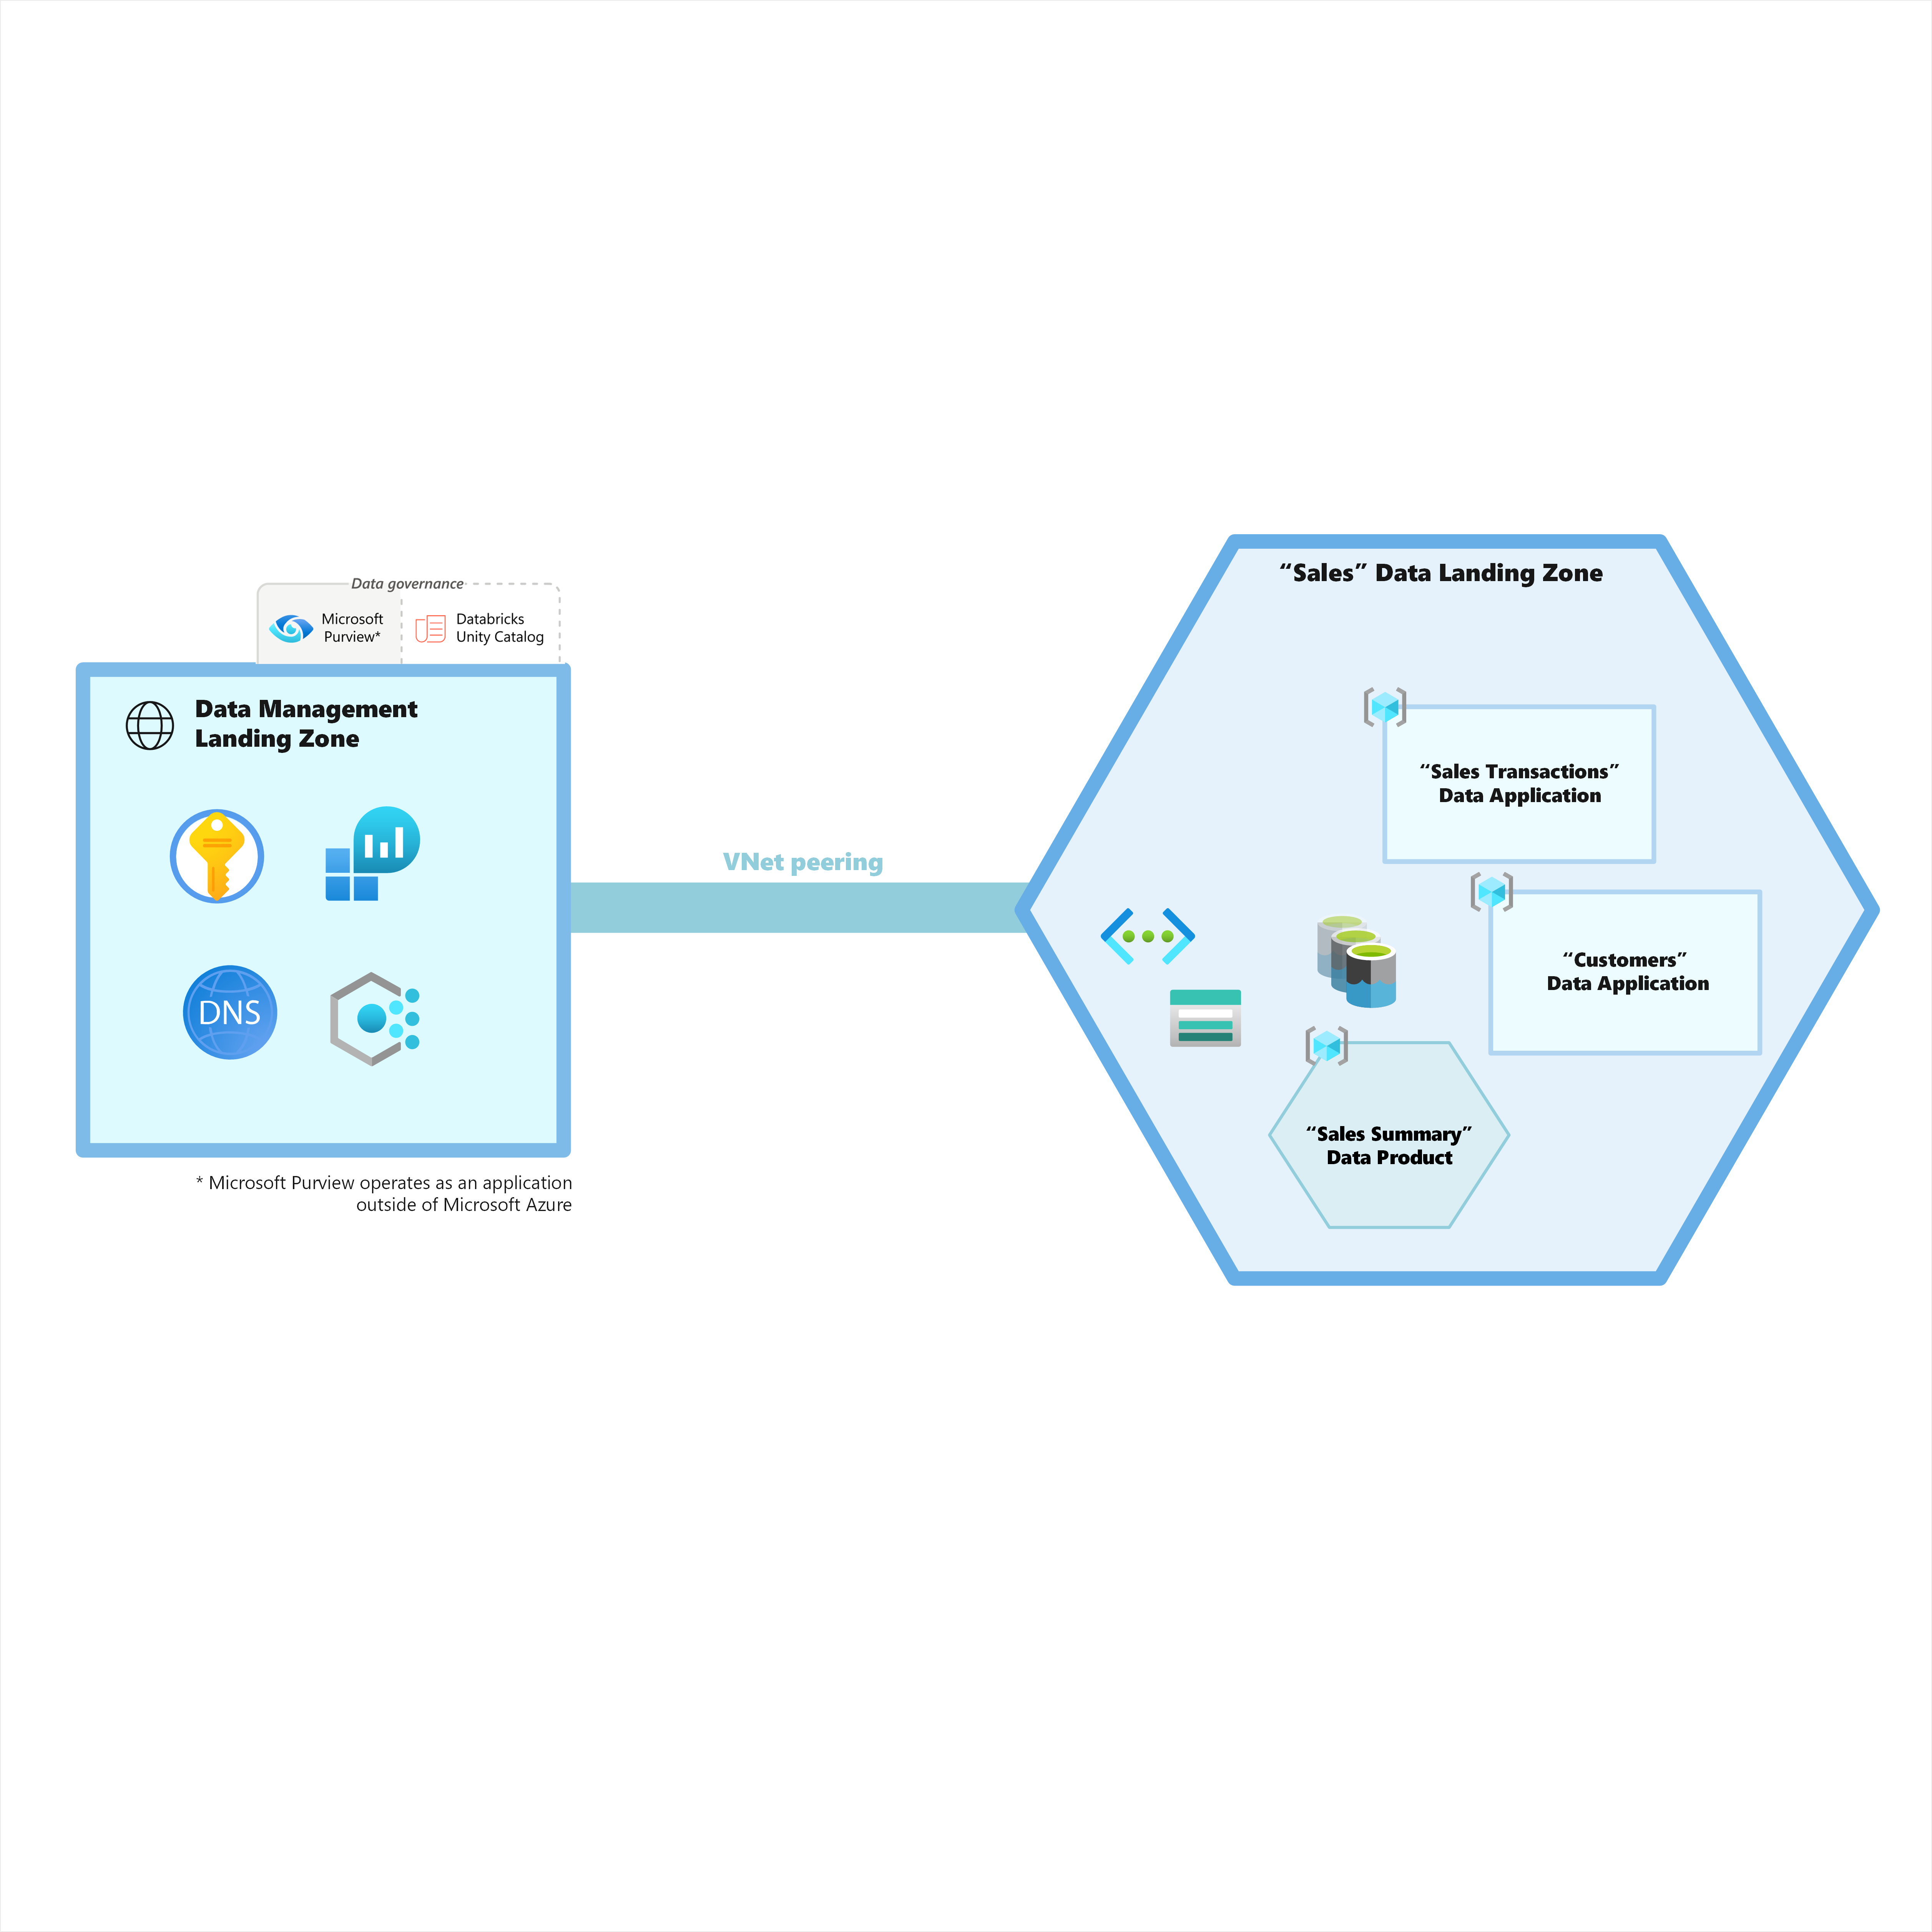 Data governance
Microsoft
Purview*
Databricks
Unity Catalog
Data Management
Landing Zone
DNS
* Microsoft Purview operates as an application
outside of Microsoft Azure
VNet peering
“Sales” Data Landing Zone
“Sales Transactions”
Data Application
“Customers”
Data Application
“Sales Summary”
Data Product